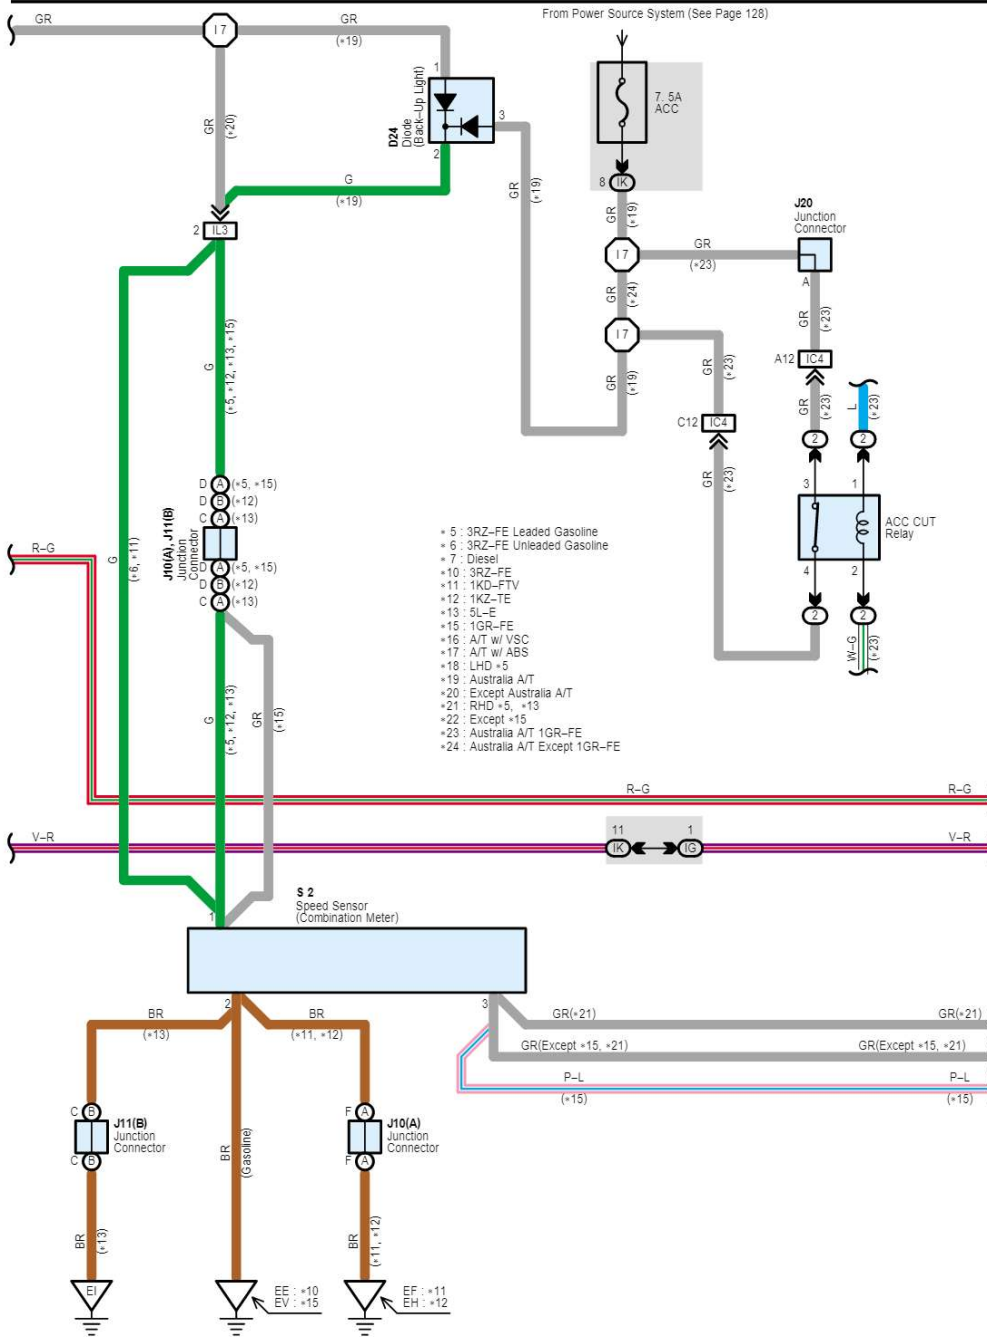 From Power Source System (See Page 128)
GR
I 7
GR
(*19)
1
7. 5A
ACC
GR
(*20)
D24
Diode
(Back–Up Light)
3
2
G
(*19)
GR
(*19)
8
IK
GR
(*19)
J20
Junction
Connector
2
IL3
I 7
GR
(*23)
A
GR
(*24)
GR
(*23)
I 7
G
(*5, *12, *13, *15)
GR
(*19)
GR
(*23)
A12
IC4
GR
(*23)
L
(*23)
C12
IC4
2
2
GR
(*23)
3
1
D A (*5, *15)
D B (*12)
C A (*13)
J10(A), J11(B)
Junction
Connector
D A (*5, *15)
D B (*12)
C A (*13)
ACC CUT
Relay
4
2
2
2
W–G
(*23)
R–G
G
(*6, *11)
* 5 : 3RZ–FE Leaded Gasoline
* 6 : 3RZ–FE Unleaded Gasoline
* 7 : Diesel
*10 : 3RZ–FE
*11 : 1KD–FTV
*12 : 1KZ–TE
*13 : 5L–E
*15 : 1GR–FE
*16 : A/T w/ VSC
*17 : A/T w/ ABS
*18 : LHD *5
*19 : Australia A/T
*20 : Except Australia A/T
*21 : RHD *5, *13
*22 : Except *15
*23 : Australia A/T 1GR–FE
*24 : Australia A/T Except 1GR–FE
G
(*5, *12, *13)
GR
(*15)
R–G
R–G
V–R
11
IK
1
IG
V–R
S 2
Speed Sensor
(Combination Meter)
1
2
3
BR
(*13)
BR
(*11, *12)
GR(*21)
GR(*21)
GR(Except *15, *21)
GR(Except *15, *21)
P–L
(*15)
P–L
(*15)
C B
J11(B)
Junction
Connector
C B
BR
(Gasoline)
F A
J10(A)
Junction
Connector
F A
BR
(*13)
BR
(*11, *12)
EI
EE : *10
EV : *15
EF : *11
EH : *12